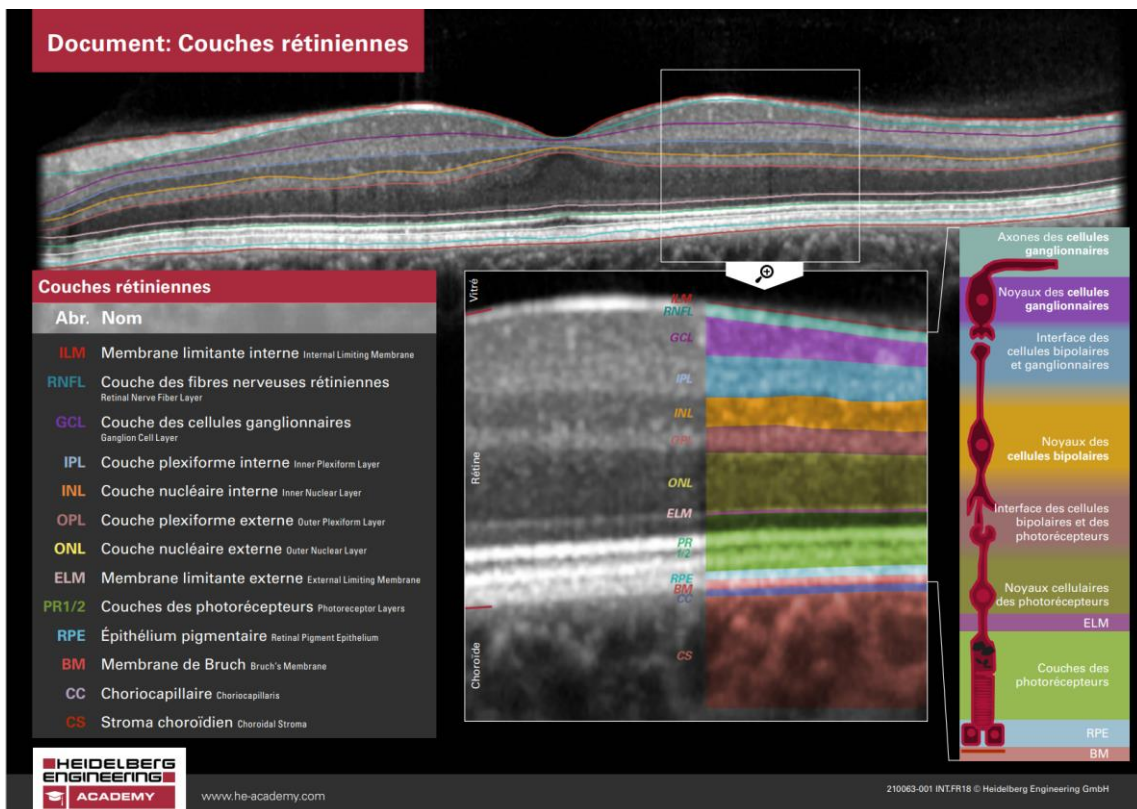 Document: Couches rétiniennes
Couches rétiniennes
Abr. Nom
ILM Membrane limitante interne Internal Limiting Membrane
RNFL Couche des fibres nerveuses rétiniennes
Retinal Nerve Fiber Layer
GCL Couche des cellules ganglionnaires
Ganglion Cell Layer
IPL Couche plexiforme interne Inner Plexiform Layer
INL Couche nucléaire interne Inner Nuclear Layer
OPL Couche plexiforme externe Outer Plexiform Layer
ONL Couche nucléaire externe Outer Nuclear Layer
ELM Membrane limitante externe External Limiting Membrane
PR1/2 Couches des photorécepteurs Photoreceptor Layers
RPE Épithélium pigmentaire Retinal Pigment Epithelium
BM Membrane de Bruch Bruch's Membrane
CC Choriocapillaire Choriocapillaris
CS Stroma choroïdien Choroidal Stroma
Vitré
Rétine
Choroïde
ILM
RNFL
GCL
IPL
INL
OPL
ONL
ELM
PR
1/2
RPE
BM
CC
CS
Axones des cellules
ganglionnaires
Noyaux des cellules
ganglionnaires
Interface des
cellules bipolaires
et ganglionnaires
Noyaux des
cellules bipolaires
Interface des cellules
bipolaires et des
photorécepteurs
Noyaux cellulaires
des photorécepteurs
ELM
Couches des
photorécepteurs
RPE
BM
HEIDELBERG
ENGINEERING
ACADEMY
www.he-academy.com
210063-001 INT.FR18 © Heidelberg Engineering GmbH